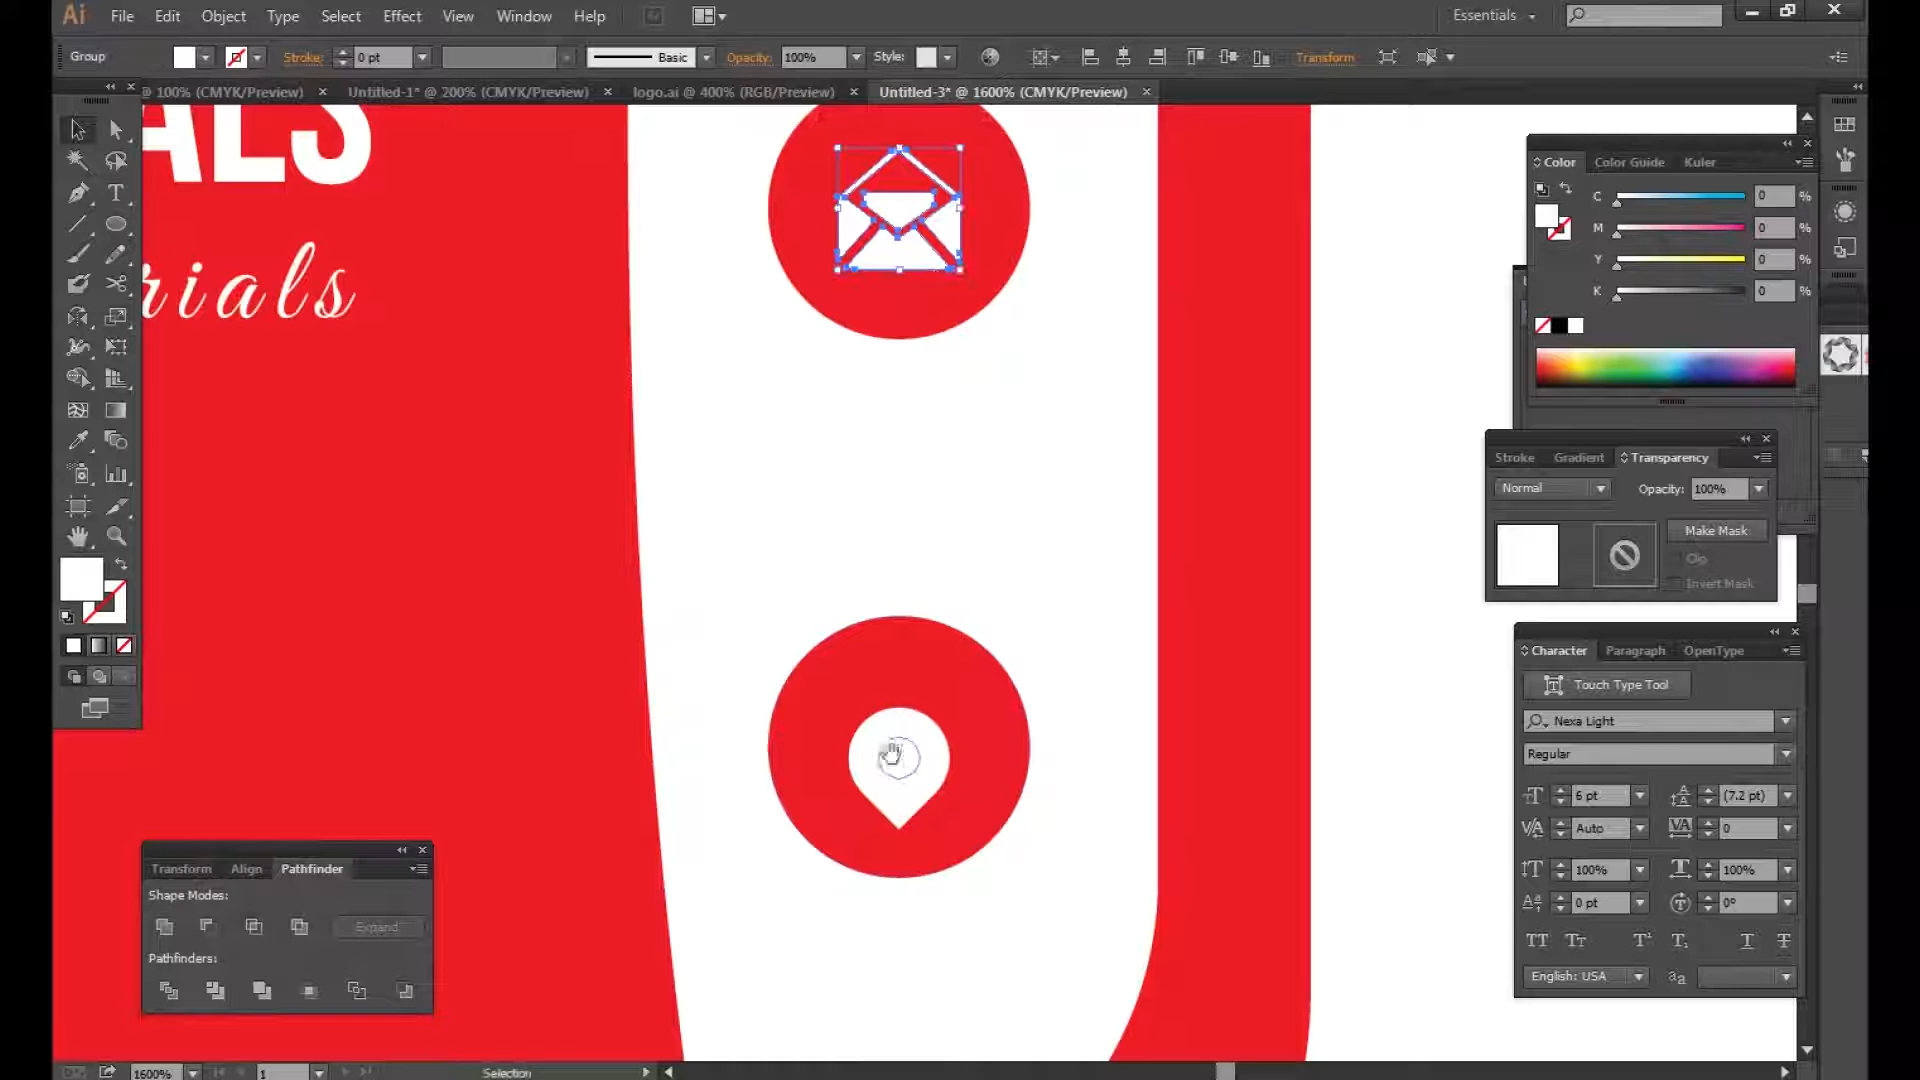 Ai File Edit Object Type Select Effect View Window Help Essentials
Group Stroke: 0 pt Basic Opacity: 100% Style: Transform
@ 100% (CMYK/Preview) × Untitled-1* @ 200% (CMYK/Preview) × logo.ai @ 400% (RGB/Preview) × Untitled-3* @ 1600% (CMYK/Preview) ×
ALS
rials
Color Color Guide Kuler
C 0 %
M 0 %
Y 0 %
K 0 %
Stroke Gradient Transparency
Normal Opacity: 100%
Make Mask
Clip
Invert Mask
Character Paragraph OpenType
Touch Type Tool
Nexa Light
Regular
6 pt (7.2 pt)
Auto 0
100% 100%
0 pt 0°
English: USA
Transform Align Pathfinder
Shape Modes:
Expand
Pathfinders:
1600% 1 Selection